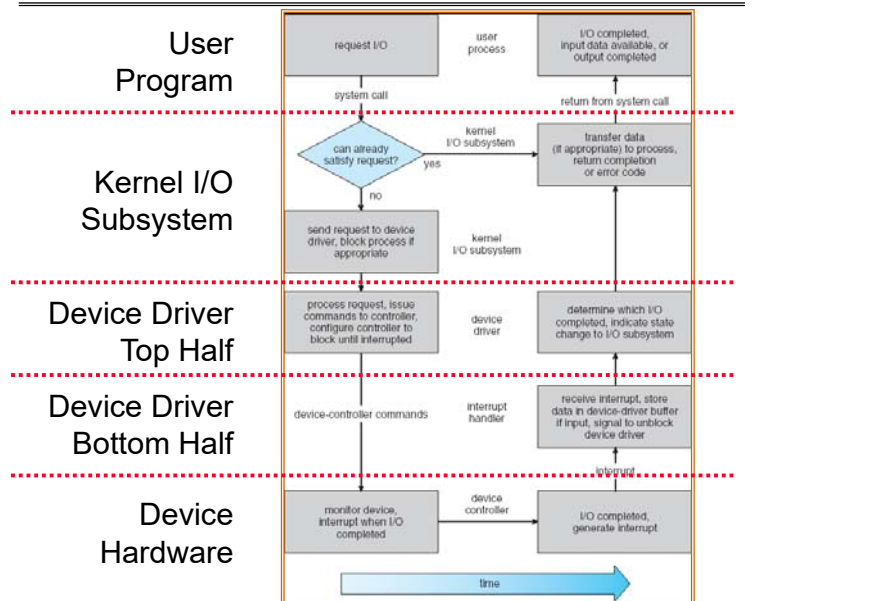 User
Program
request I/O
user
process
I/O completed,
input data available, or
output completed
system call
return from system call
Kernel I/O
Subsystem
can already
satisfy request?
yes
no
kernel
I/O subsystem
transfer data
(if appropriate) to process,
return completion
or error code
send request to device
driver, block process if
appropriate
kernel
I/O subsystem
Device Driver
Top Half
process request, issue
commands to controller,
configure controller to
block until interrupted
device
driver
determine which I/O
completed, indicate state
change to I/O subsystem
Device Driver
Bottom Half
device-controller commands
interrupt
handler
receive interrupt, store
data in device-driver buffer
if input, signal to unblock
device driver
interrupt
Device
Hardware
monitor device,
interrupt when I/O
completed
device
controller
I/O completed,
generate interrupt
time